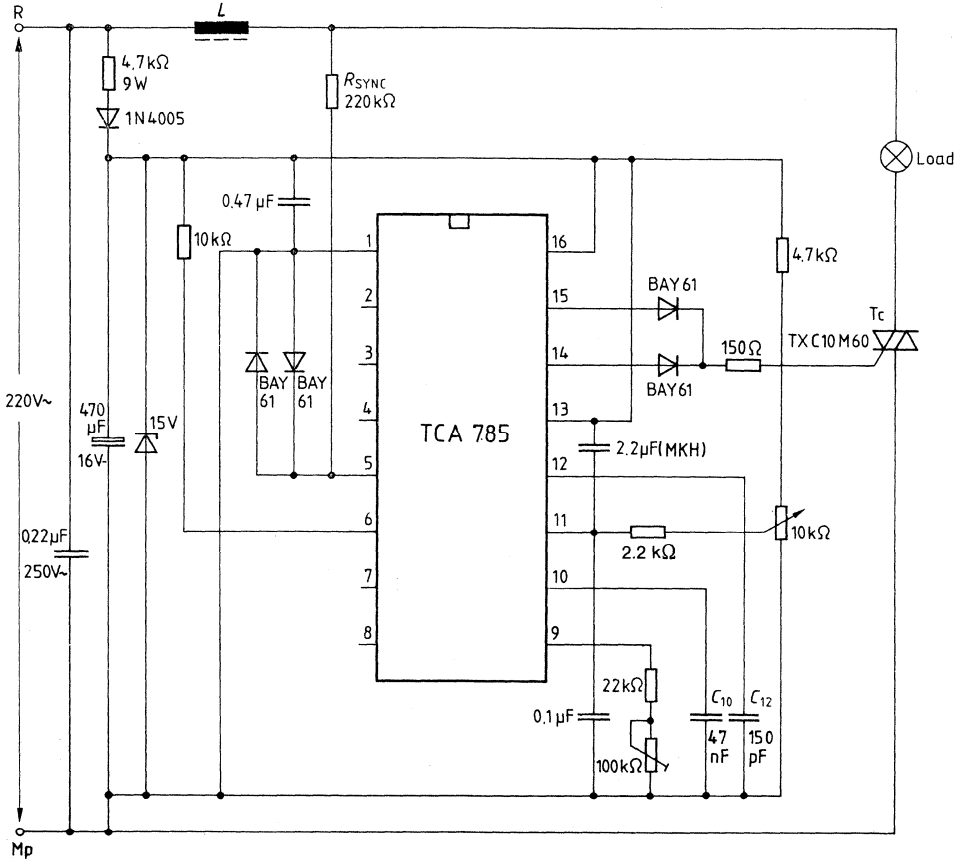 R
L
4.7kΩ
9W
RSYNC
220kΩ
1N4005
Load
0.47µF
10kΩ
1
16
4.7kΩ
BAY61
2
15
Tc
TXC10M60
3
14
150Ω
BAY
61
BAY
61
BAY61
220V~
470
µF
16V-
15V
4
13
TCA 785
2.2µF(MKH)
5
12
6
11
2.2 kΩ
10kΩ
0.22µF
250V~
7
10
8
9
22kΩ
C10
47
nF
C12
150
pF
0.1µF
100kΩ
Mp